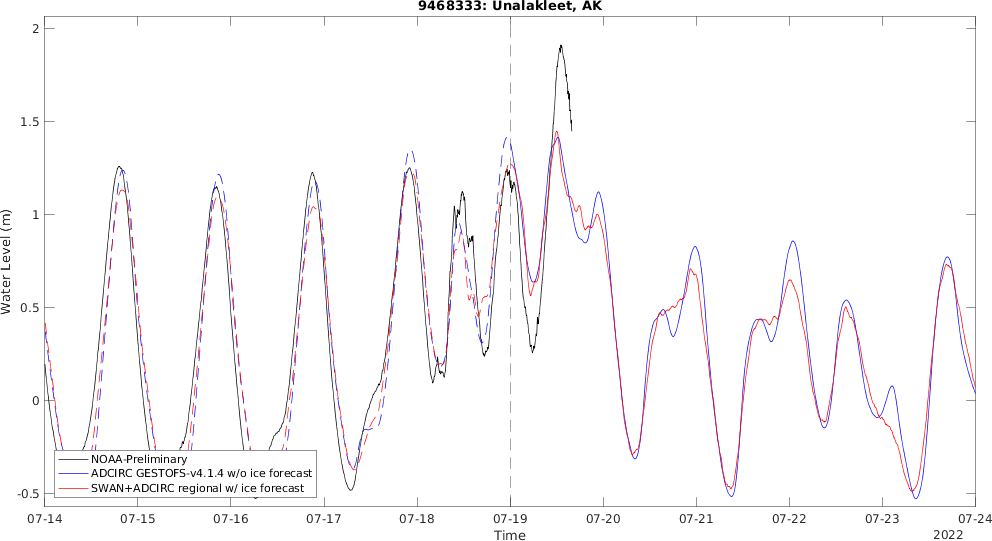 9468333: Unalakleet, AK
Water Level (m)
2
1.5
1
0.5
0
-0.5
NOAA-Preliminary
ADCIRC GESTOFS-v4.1.4 w/o ice forecast
SWAN+ADCIRC regional w/ ice forecast
07-14 07-15 07-16 07-17 07-18 07-19 07-20 07-21 07-22 07-23 07-24
Time
2022